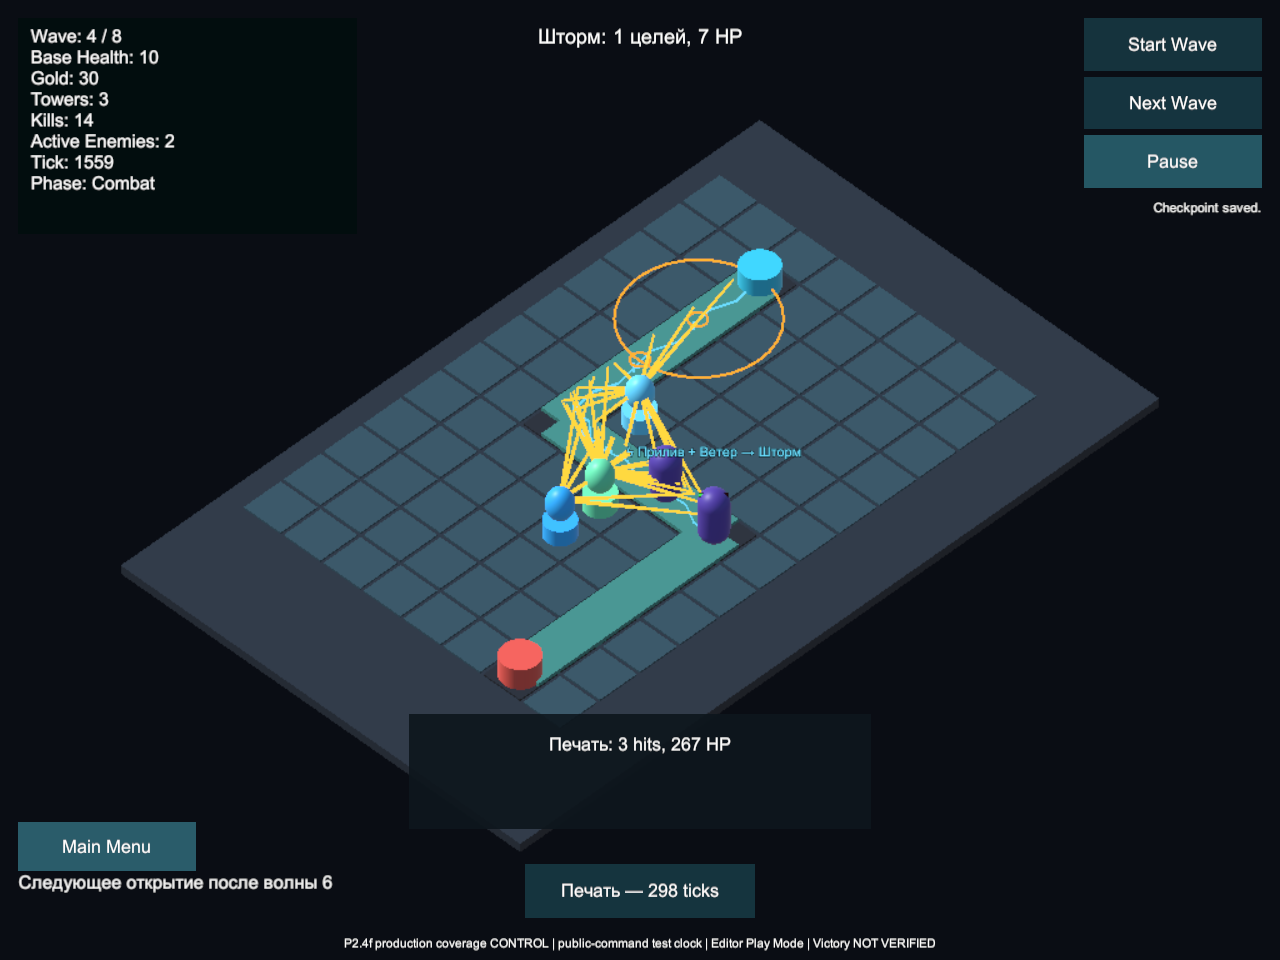 Wave: 4 / 8
Base Health: 10
Gold: 30
Towers: 3
Kills: 14
Active Enemies: 2
Tick: 1559
Phase: Combat
Шторм: 1 целей, 7 HP
Start Wave
Next Wave
Pause
Checkpoint saved.
Прилив + Ветер → Шторм
Печать: 3 hits, 267 HP
Main Menu
Следующее открытие после волны 6
Печать — 298 ticks
P2.4f production coverage CONTROL | public-command test clock | Editor Play Mode | Victory NOT VERIFIED